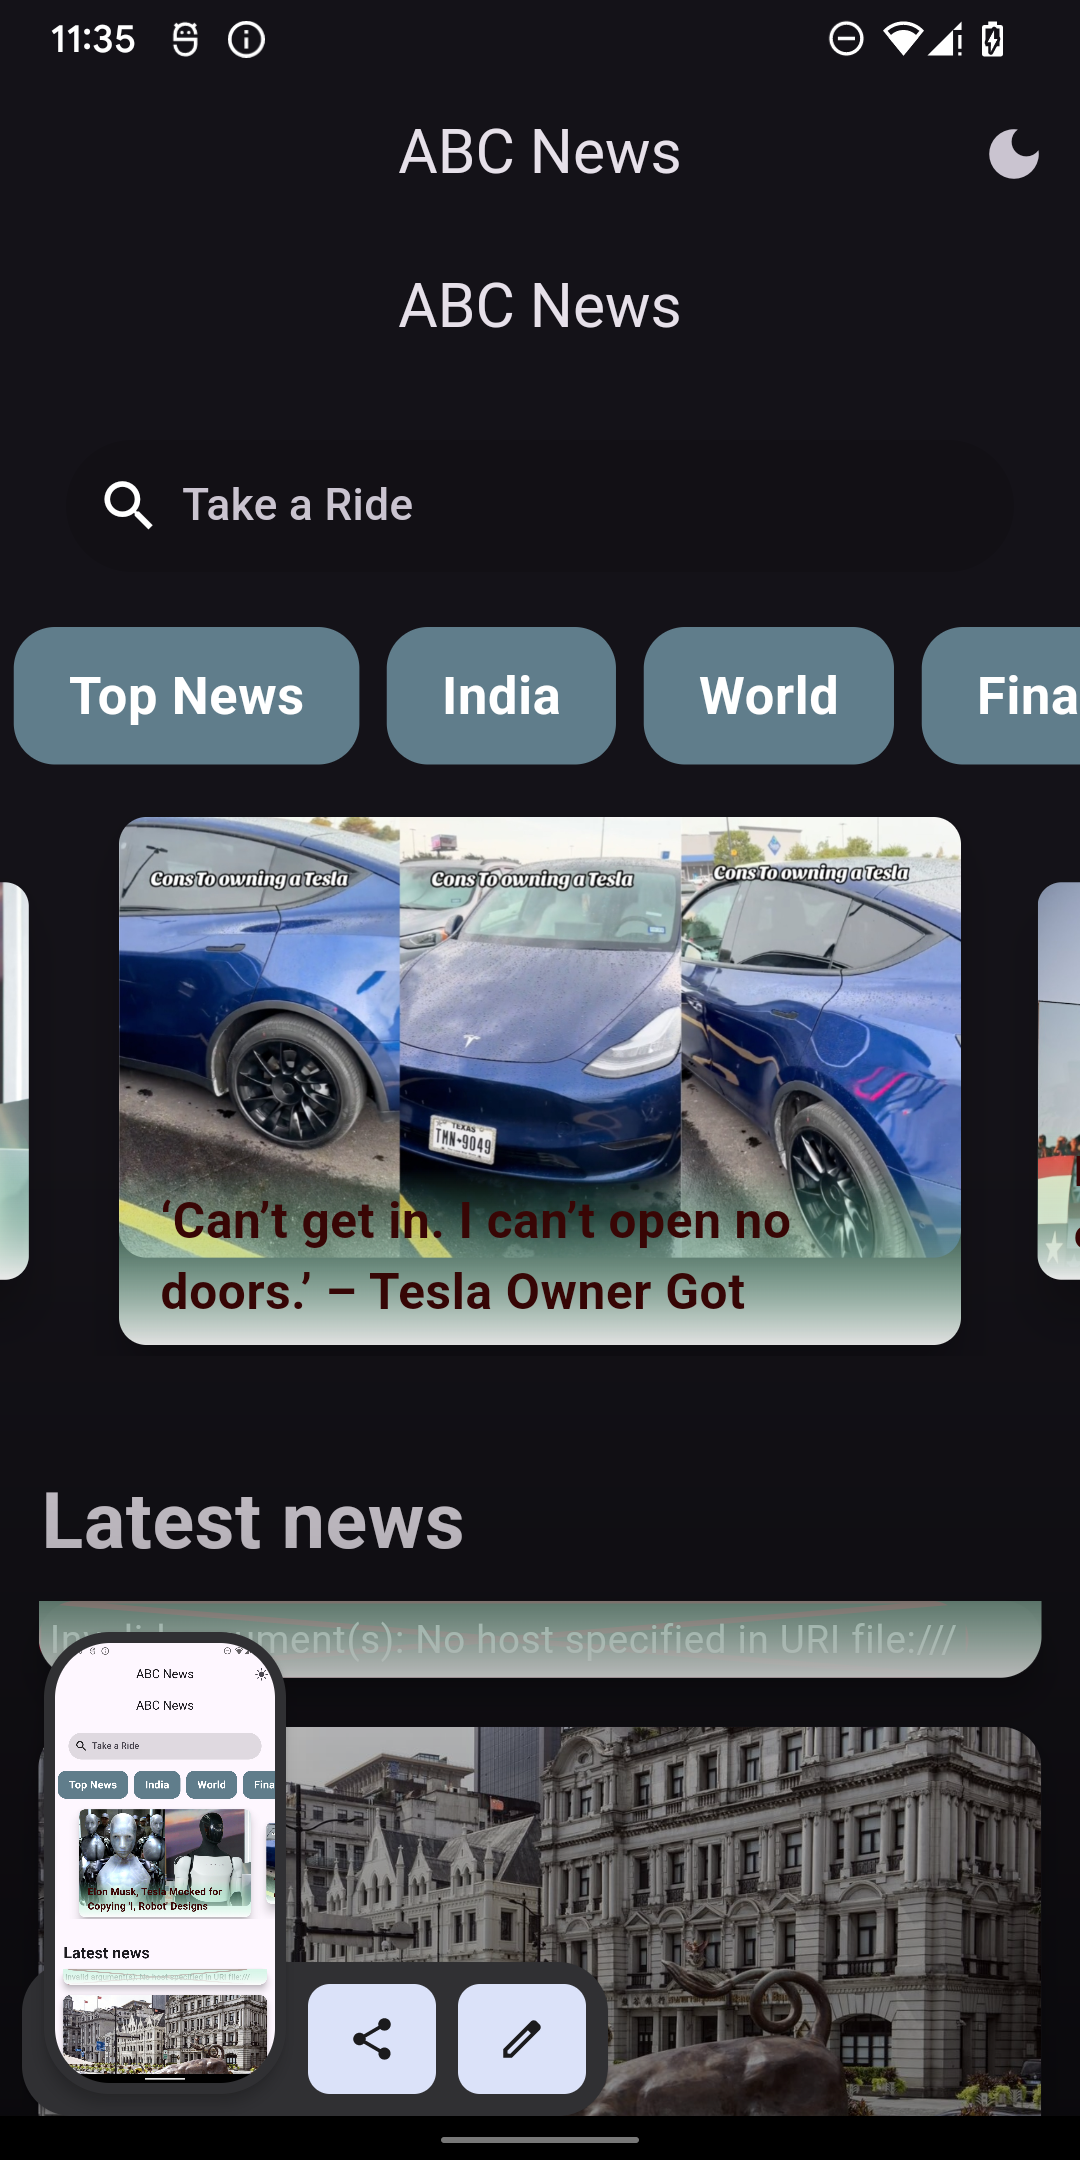 11:35
ABC News
ABC News
Take a Ride
Top News India World Fina
Cons To owning a Tesla Cons To owning a Tesla Cons To owning a Tesla
TEXAS
TMN-9049
‘Can’t get in. I can’t open no
doors.’ – Tesla Owner Got
Latest news
No host specified in URI file:///
ABC News
ABC News
Take a Ride
Top News India World Fina
Elon Musk, Tesla Mocked for
Copying 'I, Robot' Designs
Latest news
Invalid argument(s): No host specified in URI file:///